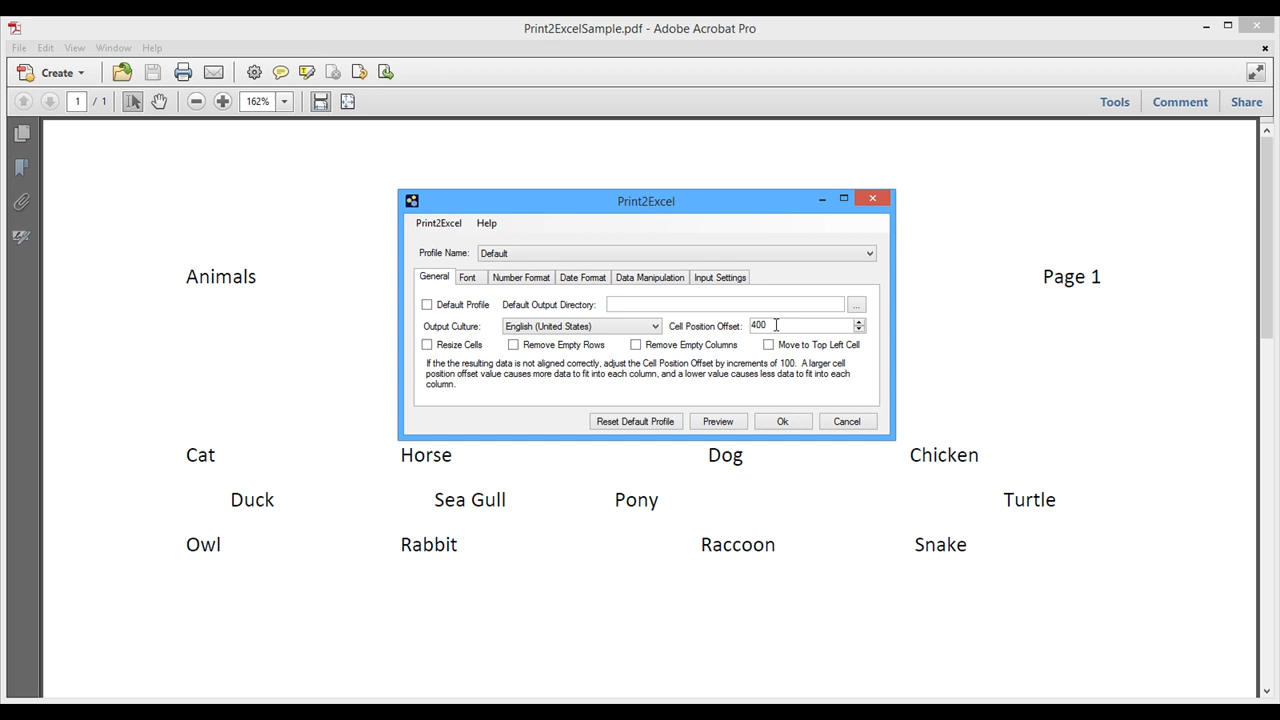 Print2ExcelSample.pdf - Adobe Acrobat Pro
File Edit View Window Help
Create
1 / 1 162% Tools Comment Share
Print2Excel
Print2Excel Help
Profile Name: Default
General Font Number Format Date Format Data Manipulation Input Settings
Default Profile Default Output Directory: ...
Output Culture: English (United States) Cell Position Offset: 400
Resize Cells Remove Empty Rows Remove Empty Columns Move to Top Left Cell
If the the resulting data is not aligned correctly, adjust the Cell Position Offset by increments of 100. A larger cell
position offset value causes more data to fit into each column, and a lower value causes less data to fit into each
column.
Reset Default Profile Preview Ok Cancel
Animals Page 1
Cat Horse Dog Chicken
Duck Sea Gull Pony Turtle
Owl Rabbit Raccoon Snake